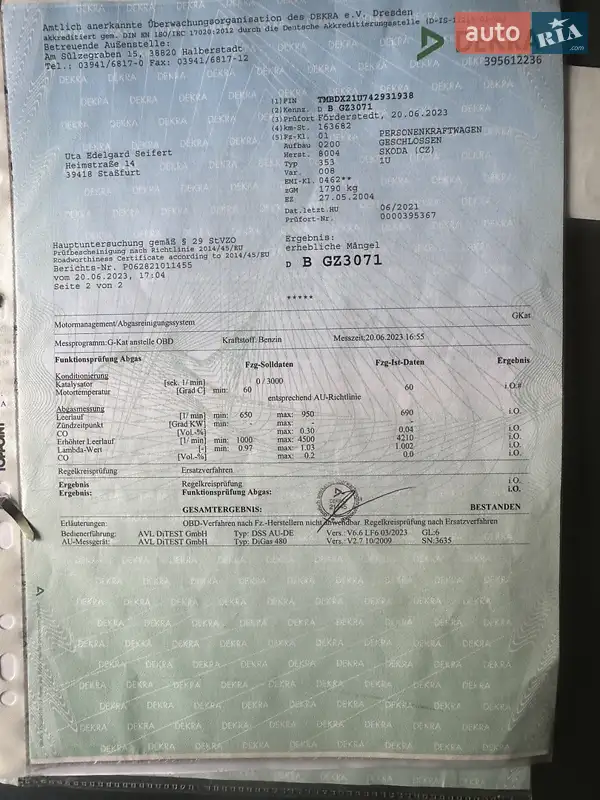 Amtlich anerkannte Überwachungsorganisation des DEKRA e.V. Dresden
akkreditiert gem. DIN EN ISO/IEC 17020:2012 durch die Deutsche Akkreditierungsstelle
Betreuende Außenstelle:
Am Sülzegraben 15, 38820 Halberstadt
Tel.: 03941/6817-0 Fax: 03941/6817-12
auto RIA .com
DEKRA
395612236
(1) FIN TMBDX21U742931938
(2) Kennz. D B GZ3071
(3) Prüfort Förderstedt, 20.06.2023
(4) km-St. 163682
(5) Fz-Kl. 01 PERSONENKRAFTWAGEN
Aufbau 0200 GESCHLOSSEN
Herst. 8004 SKODA (CZ)
Typ 353 1U
Var. 008
EMI-Kl. 0462**
zGM 1790 kg
EZ 27.05.2004
Dat.letzt.HU 06/2021
Prüfort-Nr. 0000395367
Uta Edelgard Seifert
Heimstraße 14
39418 Staßfurt
Hauptuntersuchung gemäß § 29 StVZO
Prüfbescheinigung nach Richtlinie 2014/45/EU
Roadworthiness Certificate according to 2014/45/EU
Berichts-Nr. P062821011455
vom 20.06.2023, 17:04
Seite 2 von 2
Ergebnis:
erhebliche Mängel
D B GZ3071
*****
Motormanagement/Abgasreinigungssystem GKat
Messprogramm:G-Kat anstelle OBD Kraftstoff: Benzin Messzeit:20.06.2023 16:55
Funktionsprüfung Abgas Fzg-Solldaten Fzg-Ist-Daten Ergebnis
Konditionierung
Katalysator [sek. 1/ min] 0 / 3000
Motortemperatur [Grad C] min: 60 60 i.O.#
entsprechend AU-Richtlinie
Abgasmessung
Leerlauf [1/ min] min: 650 max: 950 690 i.O.
Zündzeitpunkt [Grad KW] min: - max: - -
CO [Vol.-%] max: 0.30 0.04 i.O.
Erhöhter Leerlauf [1/ min] min: 1000 max: 4500 4210 i.O.
Lambda-Wert [-] min: 0.97 max: 1.03 1.002 i.O.
CO [Vol.-%] max: 0.2 0.0 i.O.
Regelkreisprüfung Ersatzverfahren
Ergebnis Regelkreisprüfung i.O.
Ergebnis: Funktionsprüfung Abgas: i.O.
GESAMTERGEBNIS: BESTANDEN
Erläuterungen: OBD-Verfahren nach Fz.-Herstellern nicht anwendbar. Regelkreisprüfung nach Ersatzverfahren
Bedienerführung: AVL DiTEST GmbH Typ: DSS AU-DE Vers.: V6.6 LF6 03/2023 GL:6
AU-Messgerät: AVL DiTEST GmbH Typ: DiGas 480 Vers.: V2.7 10/2009 SN:3635